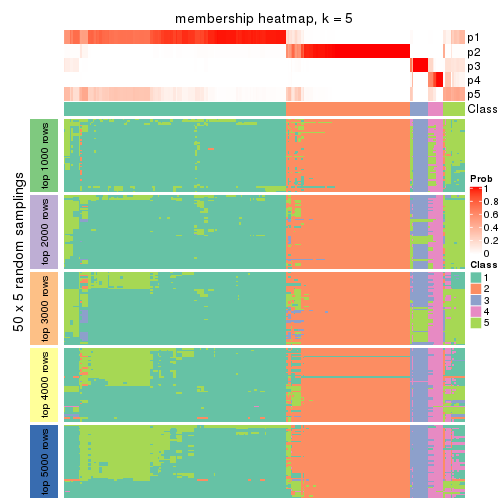 membership heatmap, k = 5
p1
p2
p3
p4
p5
Class
50 x 5 random samplings
top 1000 rows
top 2000 rows
top 3000 rows
top 4000 rows
top 5000 rows
Prob
1
0.8
0.6
0.4
0.2
0
Class
1
2
3
4
5